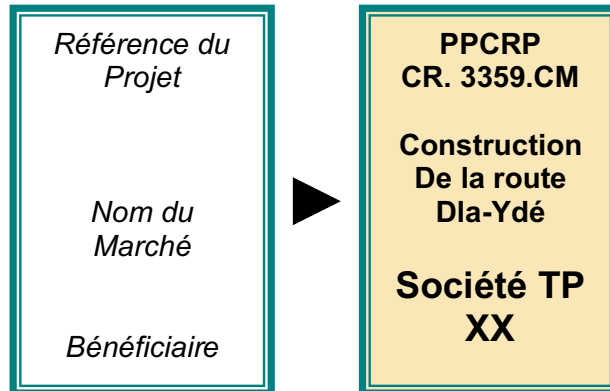 Référence du
Projet
Nom du
Marché
Bénéficiaire
PPCRP
CR. 3359.CM
Construction
De la route
Dla-Ydé
Société TP
XX